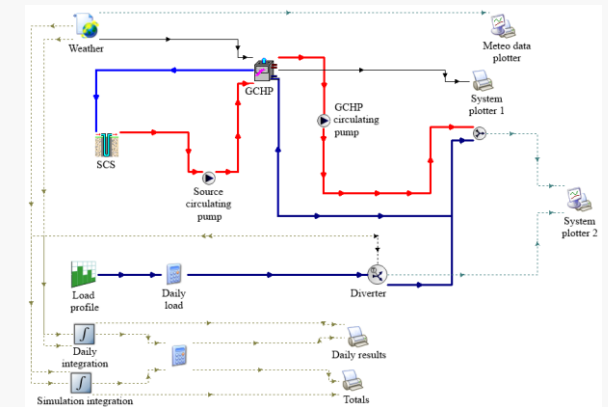 Weather
Meteo data
plotter
GCHP
System
plotter 1
GCHP
circulating
pump
SCS
Source
circulating
pump
System
plotter 2
Load
profile
Daily
load
Diverter
Daily
integration
Daily results
Simulation integration
Totals